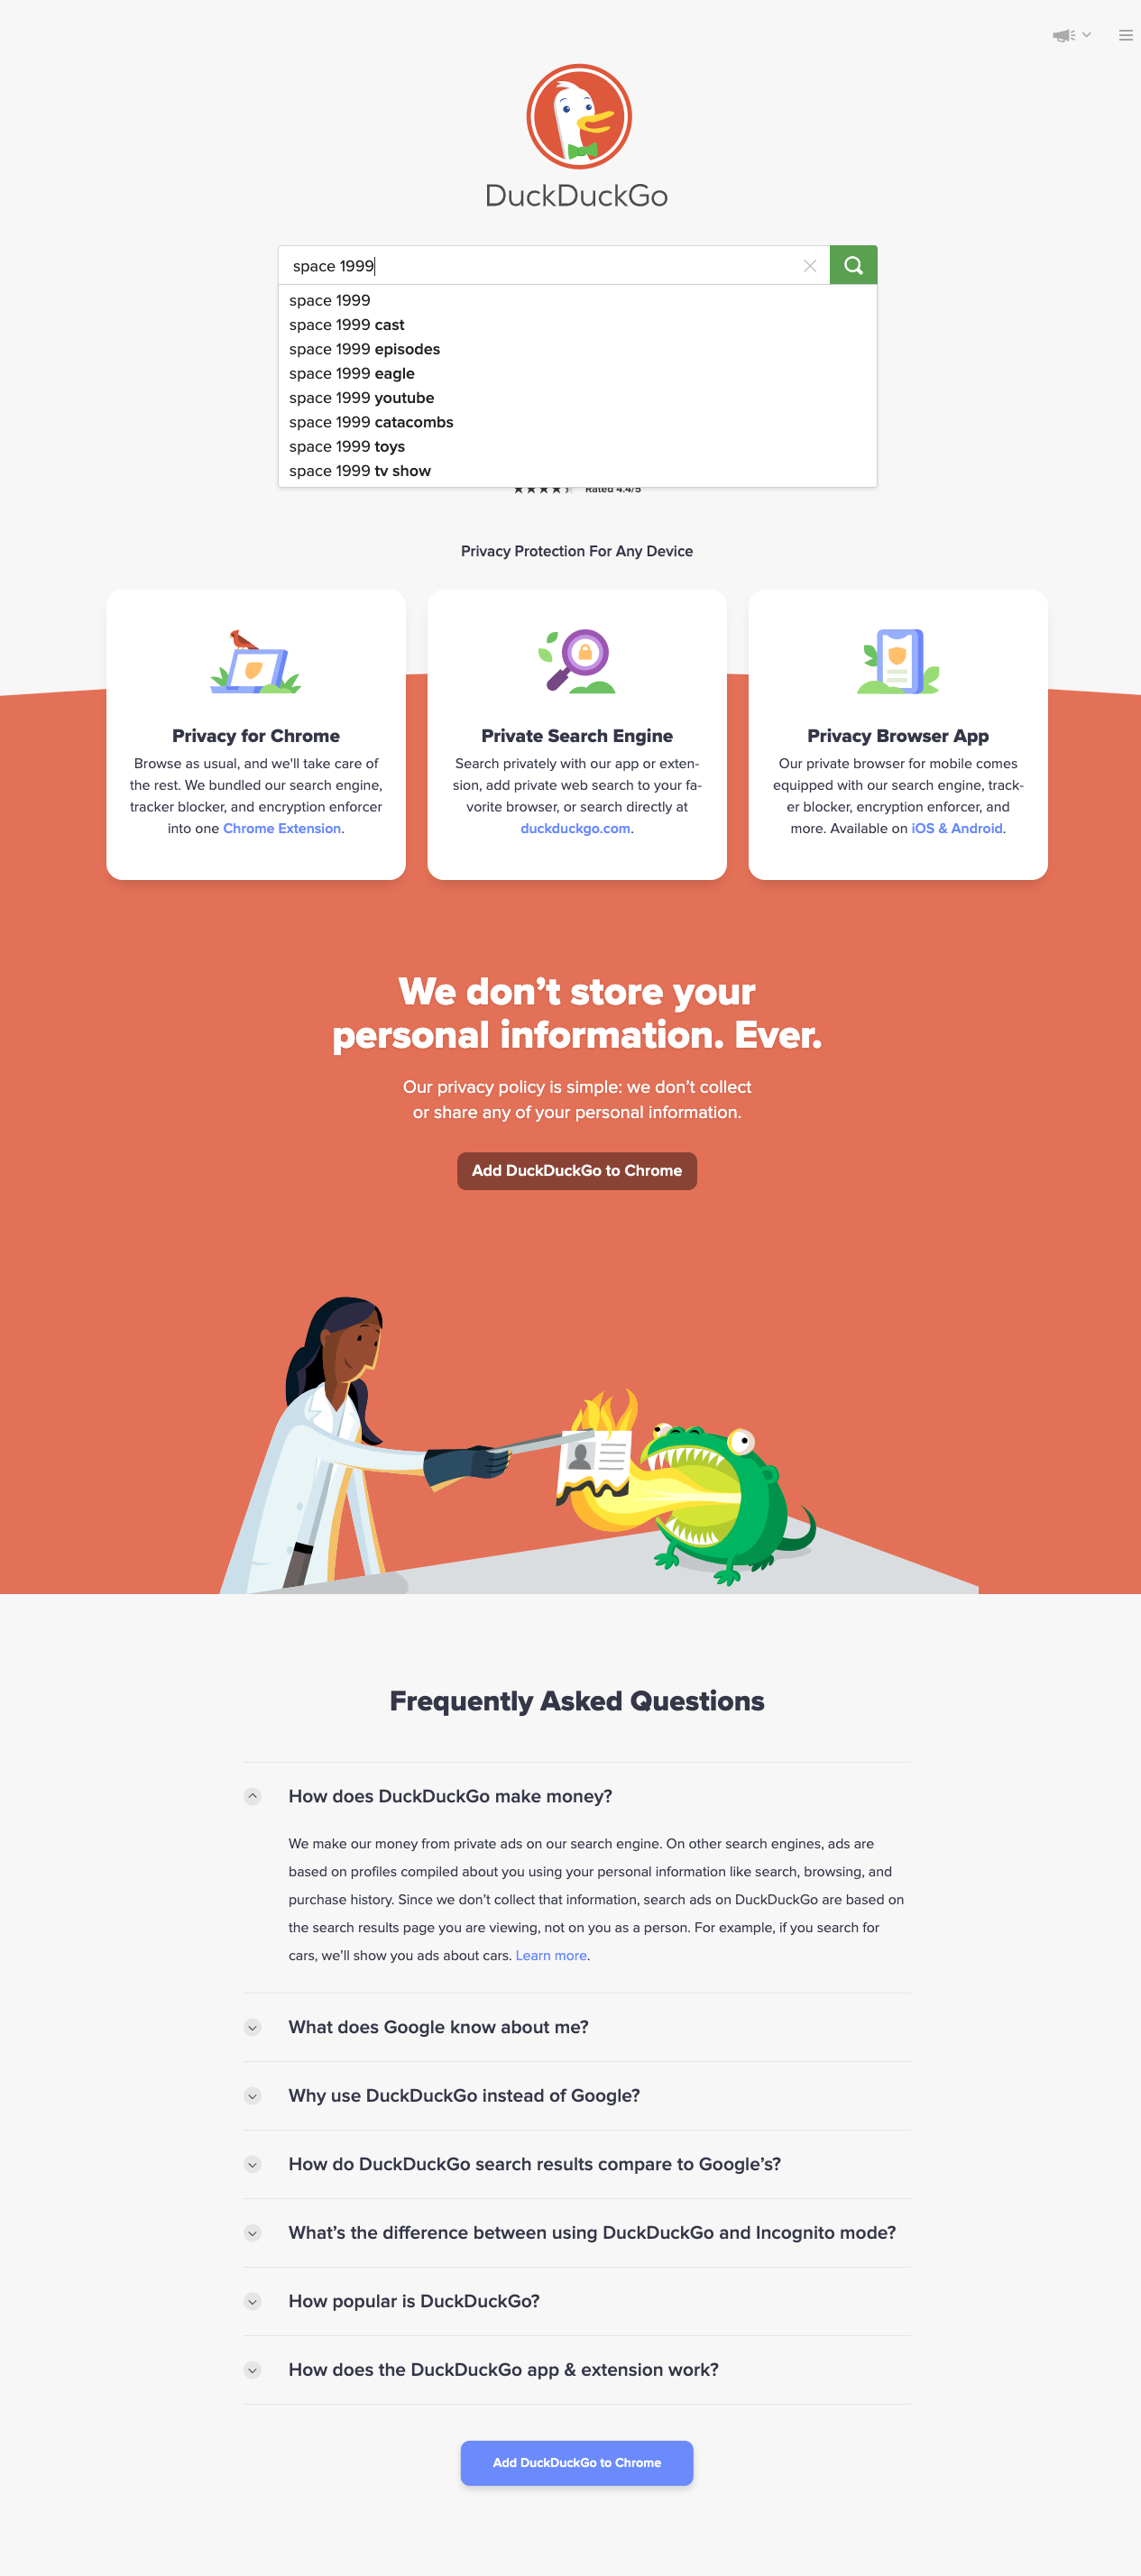 DuckDuckGo
space 1999
space 1999
space 1999 cast
space 1999 episodes
space 1999 eagle
space 1999 youtube
space 1999 catacombs
space 1999 toys
space 1999 tv show
Rated 4.4/5
Privacy Protection For Any Device
Privacy for Chrome
Browse as usual, and we'll take care of
the rest. We bundled our search engine,
tracker blocker, and encryption enforcer
into one Chrome Extension.
Private Search Engine
Search privately with our app or exten-
sion, add private web search to your fa-
vorite browser, or search directly at
duckduckgo.com.
Privacy Browser App
Our private browser for mobile comes
equipped with our search engine, track-
er blocker, encryption enforcer, and
more. Available on iOS & Android.
We don’t store your
personal information. Ever.
Our privacy policy is simple: we don’t collect
or share any of your personal information.
Add DuckDuckGo to Chrome
Frequently Asked Questions
How does DuckDuckGo make money?
We make our money from private ads on our search engine. On other search engines, ads are
based on profiles compiled about you using your personal information like search, browsing, and
purchase history. Since we don’t collect that information, search ads on DuckDuckGo are based on
the search results page you are viewing, not on you as a person. For example, if you search for
cars, we’ll show you ads about cars. Learn more.
What does Google know about me?
Why use DuckDuckGo instead of Google?
How do DuckDuckGo search results compare to Google’s?
What’s the difference between using DuckDuckGo and Incognito mode?
How popular is DuckDuckGo?
How does the DuckDuckGo app & extension work?
Add DuckDuckGo to Chrome